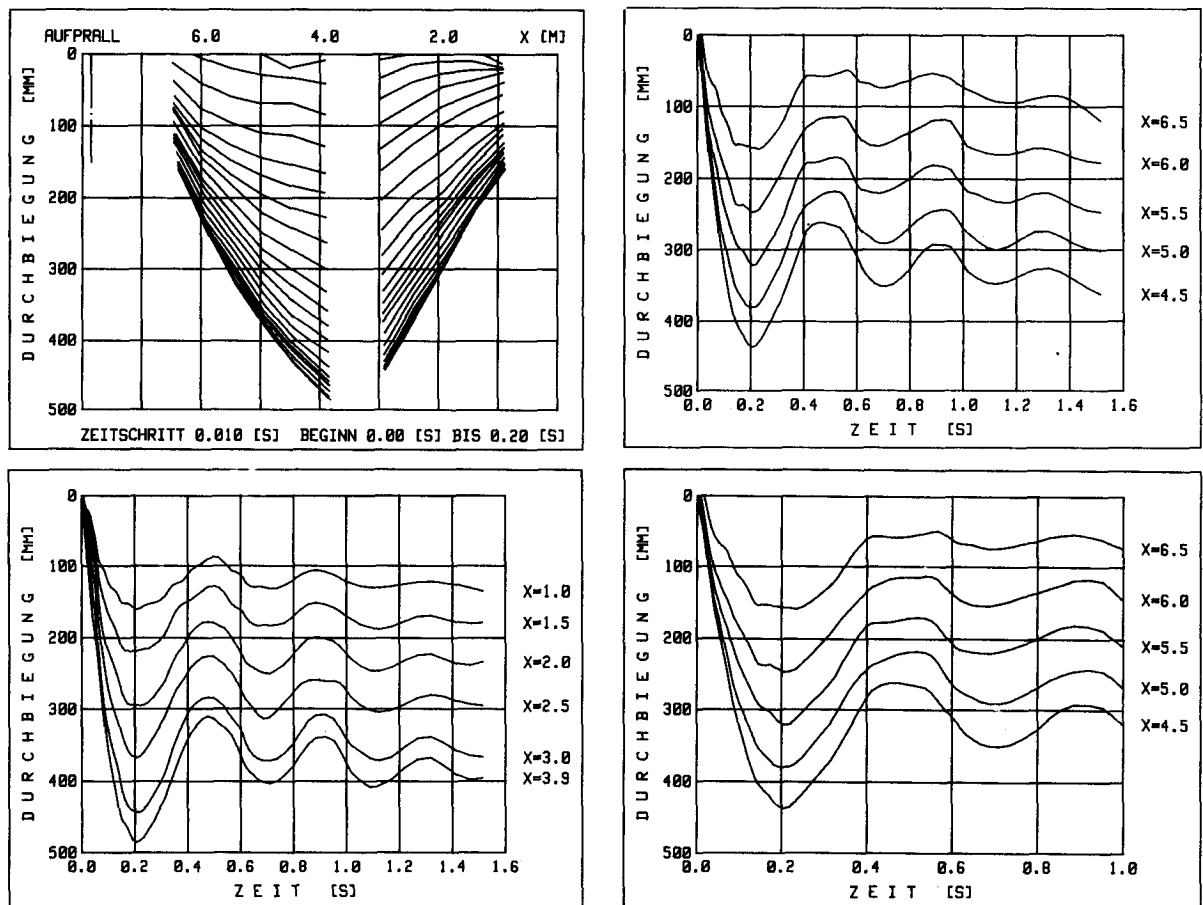 AUFPRALL 6.0 4.0 2.0 X [M]
0
100
200
300
400
500
DURCHBIEGUNG [MM]
ZEITSCHRITT 0.010 [S] BEGINN 0.00 [S] BIS 0.20 [S]
0
100
200
300
400
500
DURCHBIEGUNG [MM]
X=6.5
X=6.0
X=5.5
X=5.0
X=4.5
0.0 0.2 0.4 0.6 0.8 1.0 1.2 1.4 1.6
ZEIT [S]
0
100
200
300
400
500
DURCHBIEGUNG [MM]
X=1.0
X=1.5
X=2.0
X=2.5
X=3.0
X=3.9
0.0 0.2 0.4 0.6 0.8 1.0 1.2 1.4 1.6
ZEIT [S]
0
100
200
300
400
500
DURCHBIEGUNG [MM]
X=6.5
X=6.0
X=5.5
X=5.0
X=4.5
0.0 0.2 0.4 0.6 0.8 1.0
ZEIT [S]